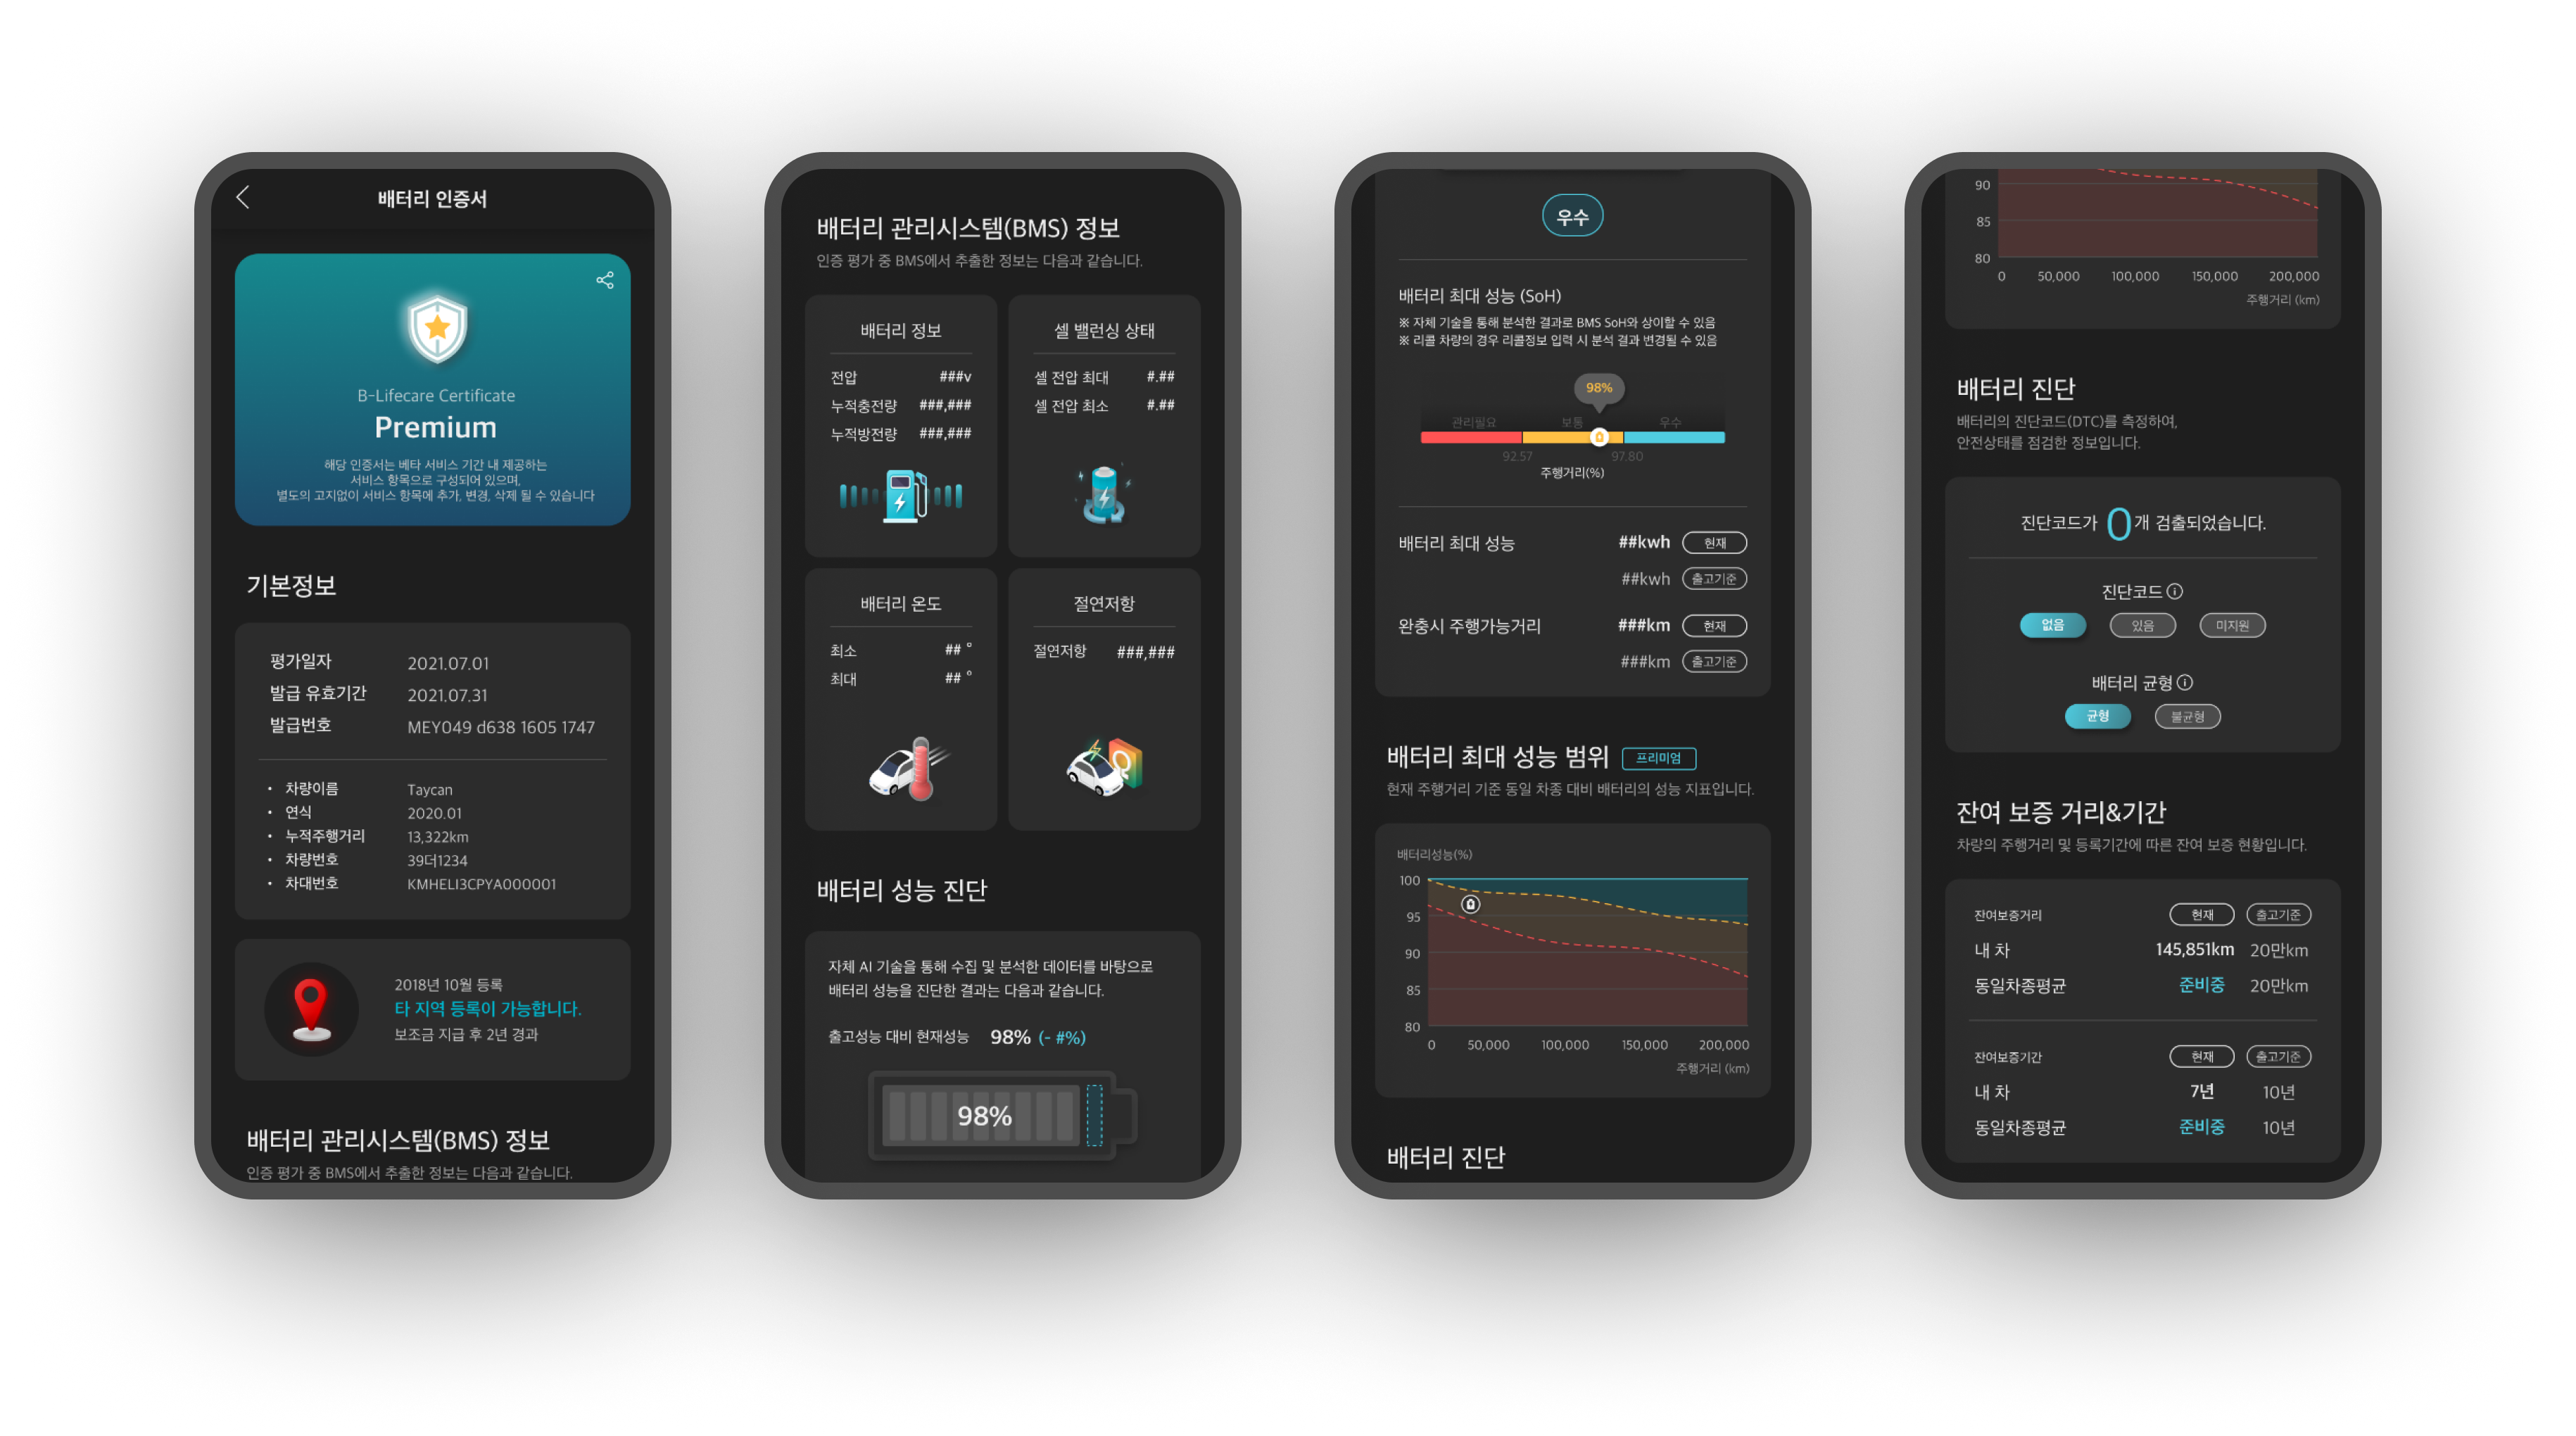 배터리 인증서
B-Lifecare Certificate
Premium
해당 인증서는 베타 서비스 기간 내 제공하는
서비스 항목으로 구성되어 있으며,
별도의 고지없이 서비스 항목에 추가, 변경, 삭제 될 수 있습니다
기본정보
평가일자 2021.07.01
발급 유효기간 2021.07.31
발급번호 MEY049 d638 1605 1747
• 차량이름 Taycan
• 연식 2020.01
• 누적주행거리 13,322km
• 차량번호 39더1234
• 차대번호 KMHELI3CPYA000001
2018년 10월 등록
타 지역 등록이 가능합니다.
보조금 지급 후 2년 경과
배터리 관리시스템(BMS) 정보
인증 평가 중 BMS에서 추출한 정보는 다음과 같습니다.
배터리 관리시스템(BMS) 정보
인증 평가 중 BMS에서 추출한 정보는 다음과 같습니다.
배터리 정보
전압 ###v
누적충전량 ###,###
누적방전량 ###,###
셀 밸런싱 상태
셀 전압 최대 #.##
셀 전압 최소 #.##
배터리 온도
최소 ## °
최대 ## °
절연저항
절연저항 ###,###
배터리 성능 진단
자체 AI 기술을 통해 수집 및 분석한 데이터를 바탕으로
배터리 성능을 진단한 결과는 다음과 같습니다.
출고성능 대비 현재성능 98% (- #%)
98%
우수
배터리 최대 성능 (SoH)
※ 자체 기술을 통해 분석한 결과로 BMS SoH와 상이할 수 있음
※ 리콜 차량의 경우 리콜정보 입력 시 분석 결과 변경될 수 있음
98%
관리필요 보통 우수
92.57 97.80
주행거리(%)
배터리 최대 성능 ##kwh 현재
##kwh 출고기준
완충시 주행가능거리 ###km 현재
###km 출고기준
배터리 최대 성능 범위 프리미엄
현재 주행거리 기준 동일 차종 대비 배터리의 성능 지표입니다.
배터리성능(%)
100
95
90
85
80
0 50,000 100,000 150,000 200,000
주행거리 (km)
배터리 진단
90
85
80
0 50,000 100,000 150,000 200,000
주행거리 (km)
배터리 진단
배터리의 진단코드(DTC)를 측정하여,
안전상태를 점검한 정보입니다.
진단코드가 0개 검출되었습니다.
진단코드
없음 있음 미지원
배터리 균형
균형 불균형
잔여 보증 거리&기간
차량의 주행거리 및 등록기간에 따른 잔여 보증 현황입니다.
잔여보증거리 현재 출고기준
내 차 145,851km 20만km
동일차종평균 준비중 20만km
잔여보증기간 현재 출고기준
내 차 7년 10년
동일차종평균 준비중 10년